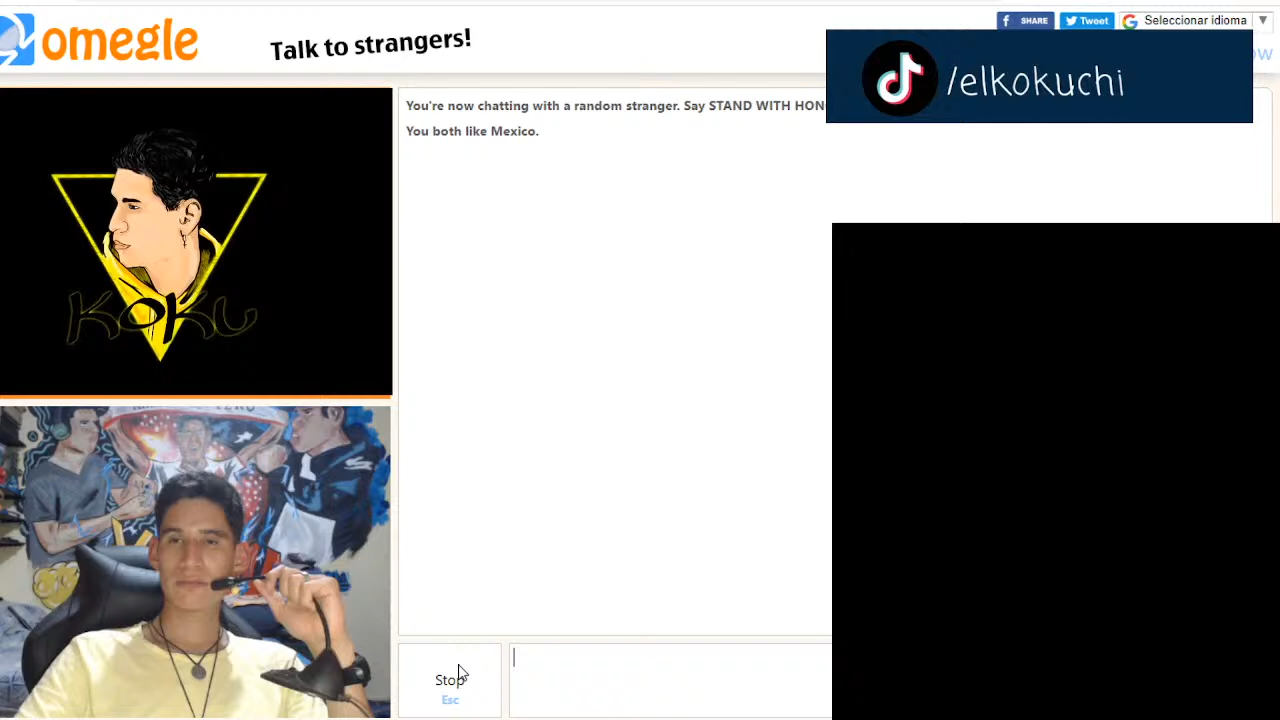 omegle
Talk to strangers!
SHARE
Tweet
Seleccionar idioma
/elkokuchi
You're now chatting with a random stranger. Say STAND WITH
You both like Mexico.
KOKU
Stop
Esc